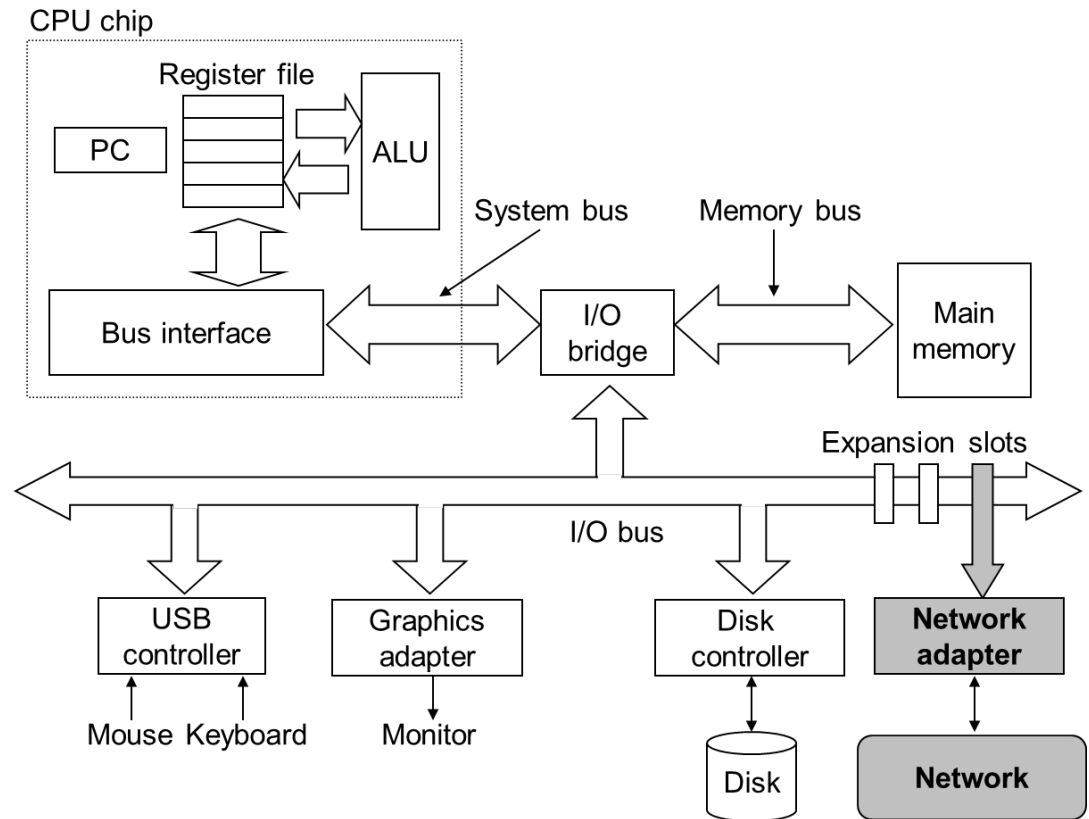 CPU chip
Register file
PC
ALU
System bus
Memory bus
Bus interface
I/O
bridge
Main
memory
Expansion slots
I/O bus
USB
controller
Graphics
adapter
Disk
controller
Network
adapter
Mouse
Keyboard
Monitor
Disk
Network